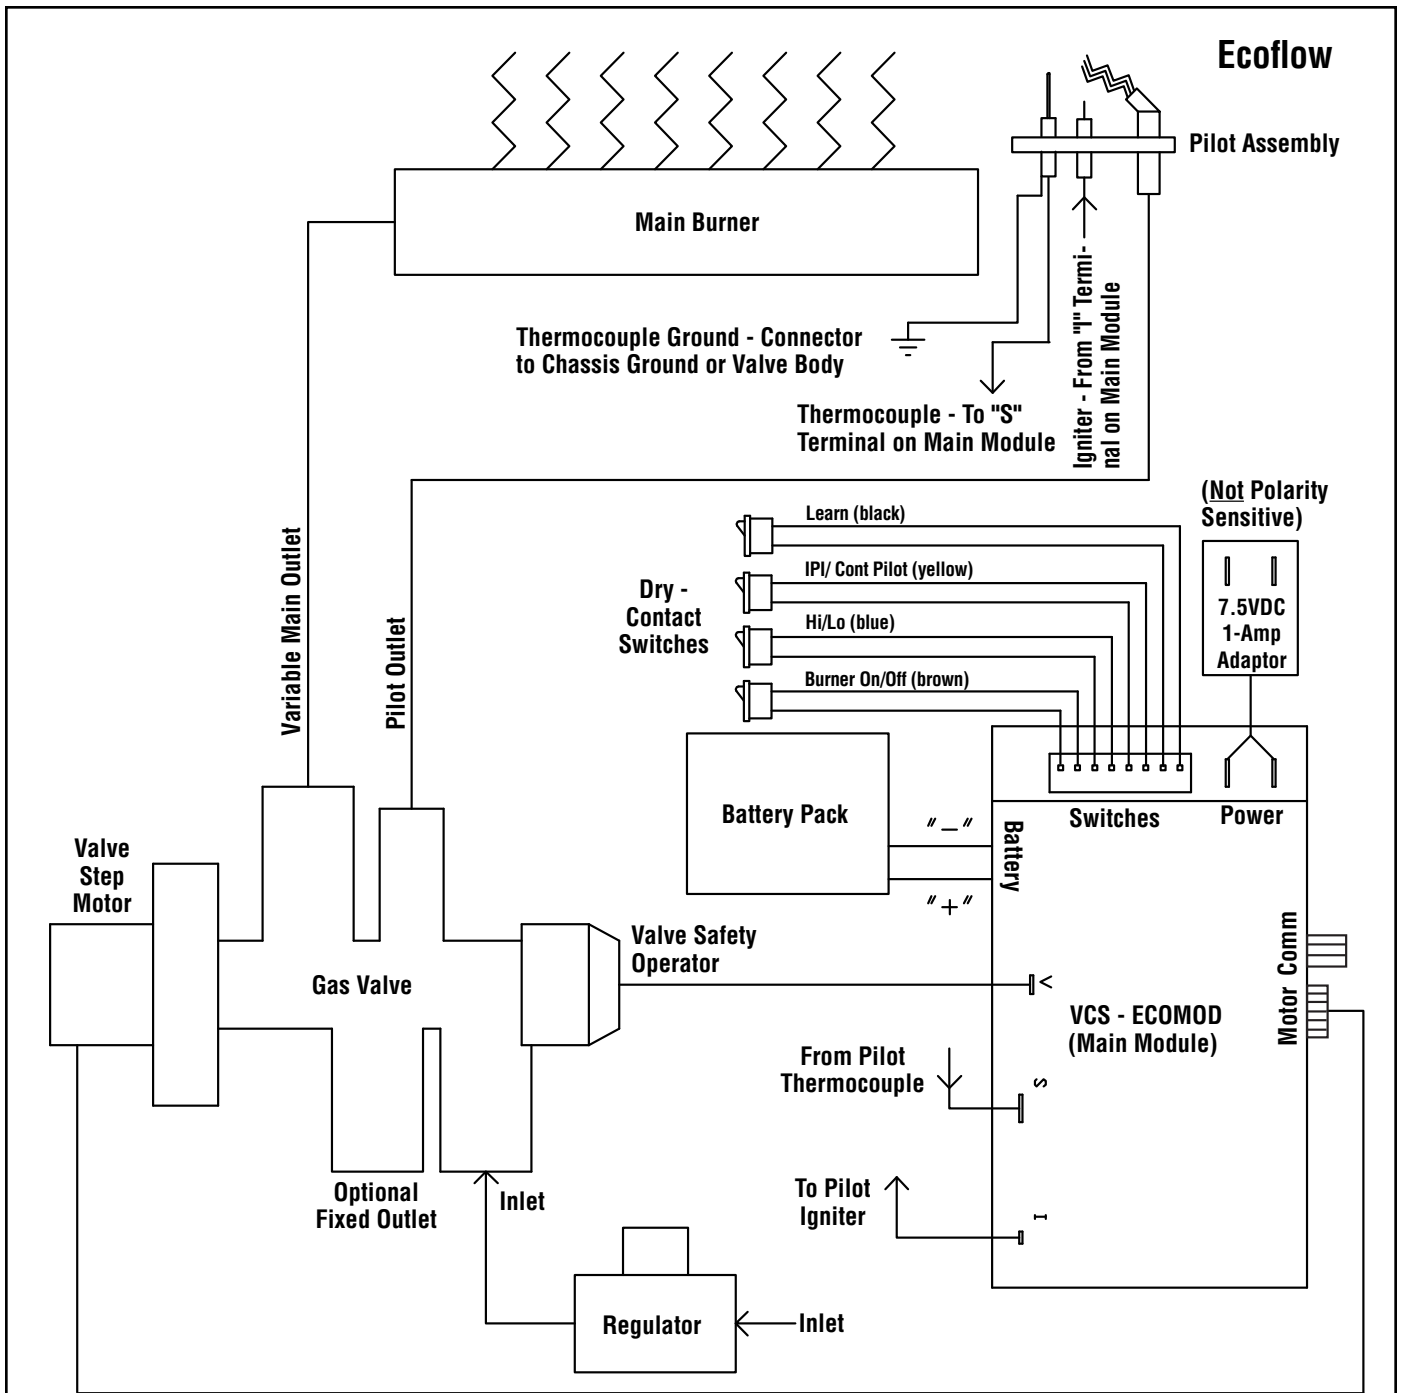 Ecoflow
Pilot Assembly
Main Burner
Thermocouple Ground - Connector
to Chassis Ground or Valve Body
Thermocouple - To "S"
Terminal on Main Module
Igniter - From "I" Termi -
nal on Main Module
(Not Polarity
Sensitive)
7.5VDC
1-Amp
Adaptor
Learn (black)
IPI/ Cont Pilot (yellow)
Hi/Lo (blue)
Burner On/Off (brown)
Dry -
Contact
Switches
Variable Main Outlet
Pilot Outlet
Battery Pack
"–"
"+"
Battery
Switches
Power
Valve
Step
Motor
Gas Valve
Valve Safety
Operator
V
VCS - ECOMOD
(Main Module)
Comm
Motor
From Pilot
Thermocouple
S
To Pilot
Igniter
I
Optional
Fixed Outlet
Inlet
Regulator
Inlet